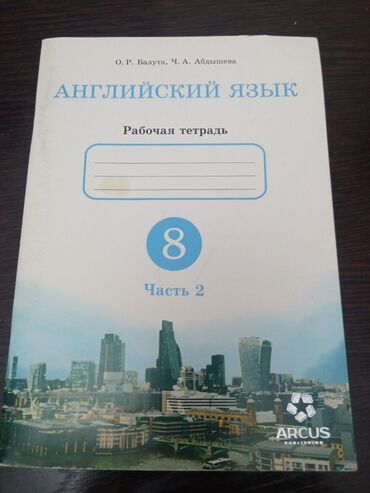 О. Р. Балута, Ч. А. Абдышева
АНГЛИЙСКИЙ ЯЗЫК
Рабочая тетрадь
8
Часть 2
ARCUS
PUBLISHING